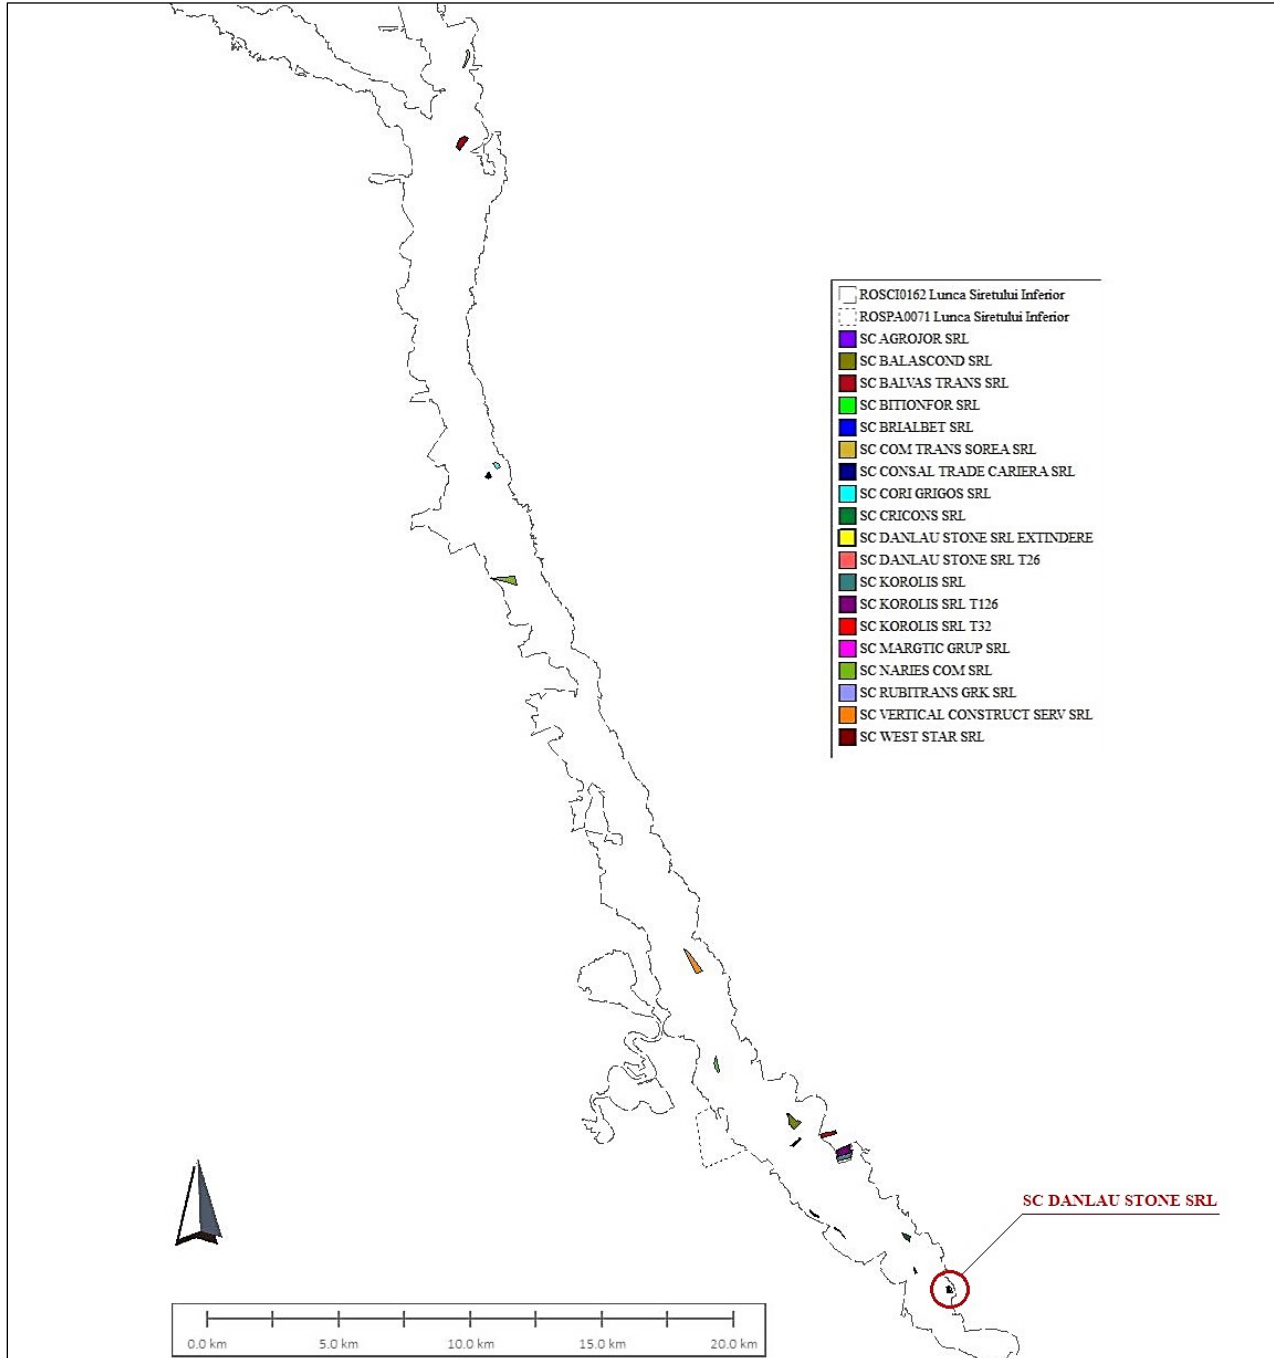 ROSCI0162 Lunca Siretului Inferior
ROSPA0071 Lunca Siretului Inferior
SC AGROJOR SRL
SC BALASCOND SRL
SC BALVAS TRANS SRL
SC BITIONFOR SRL
SC BRIALBET SRL
SC COM TRANS SOREA SRL
SC CONSAL TRADE CARIERA SRL
SC CORI GRIGOS SRL
SC CRICONS SRL
SC DANLAU STONE SRL EXTINDERE
SC DANLAU STONE SRL T26
SC KOROLIS SRL
SC KOROLIS SRL T126
SC KOROLIS SRL T32
SC MARGTIC GRUP SRL
SC NARIES COM SRL
SC RUBITRANS GRK SRL
SC VERTICAL CONSTRUCT SERV SRL
SC WEST STAR SRL
SC DANLAU STONE SRL
0.0 km 5.0 km 10.0 km 15.0 km 20.0 km